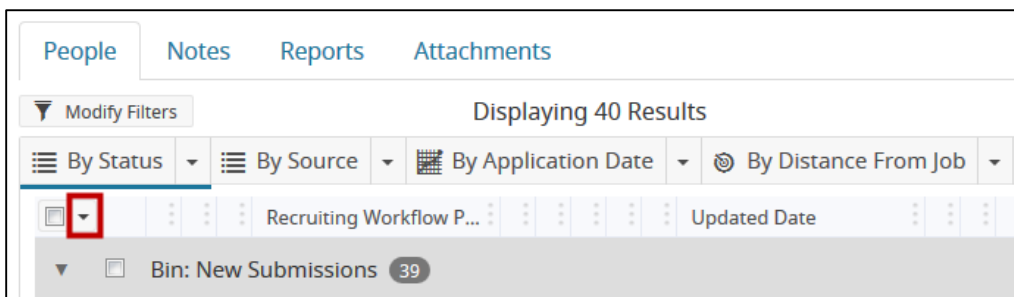 People Notes Reports Attachments
Modify Filters Displaying 40 Results
By Status By Source By Application Date By Distance From Job
Recruiting Workflow P... Updated Date
Bin: New Submissions 39